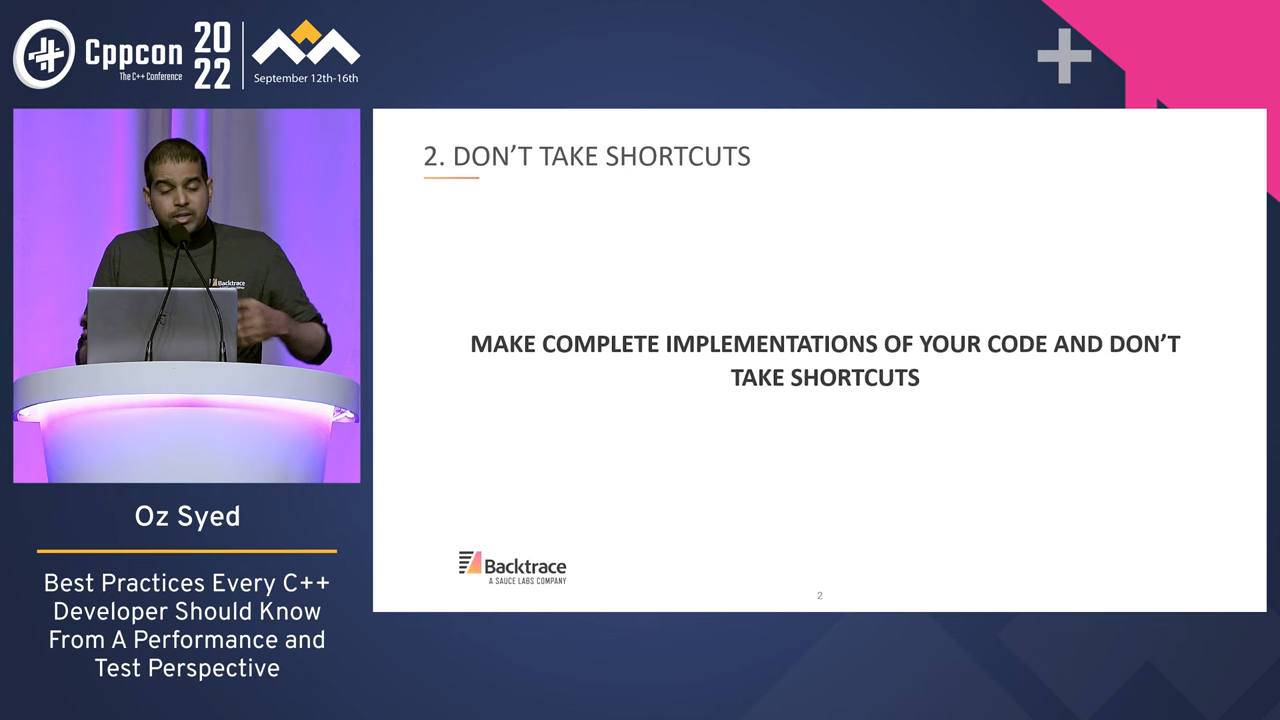 Cppcon
The C++ Conference
20
22
September 12th-16th
Backtrace
Oz Syed
Best Practices Every C++
Developer Should Know
From A Performance and
Test Perspective
2. DON’T TAKE SHORTCUTS
MAKE COMPLETE IMPLEMENTATIONS OF YOUR CODE AND DON’T
TAKE SHORTCUTS
Backtrace
A SAUCE LABS COMPANY
2